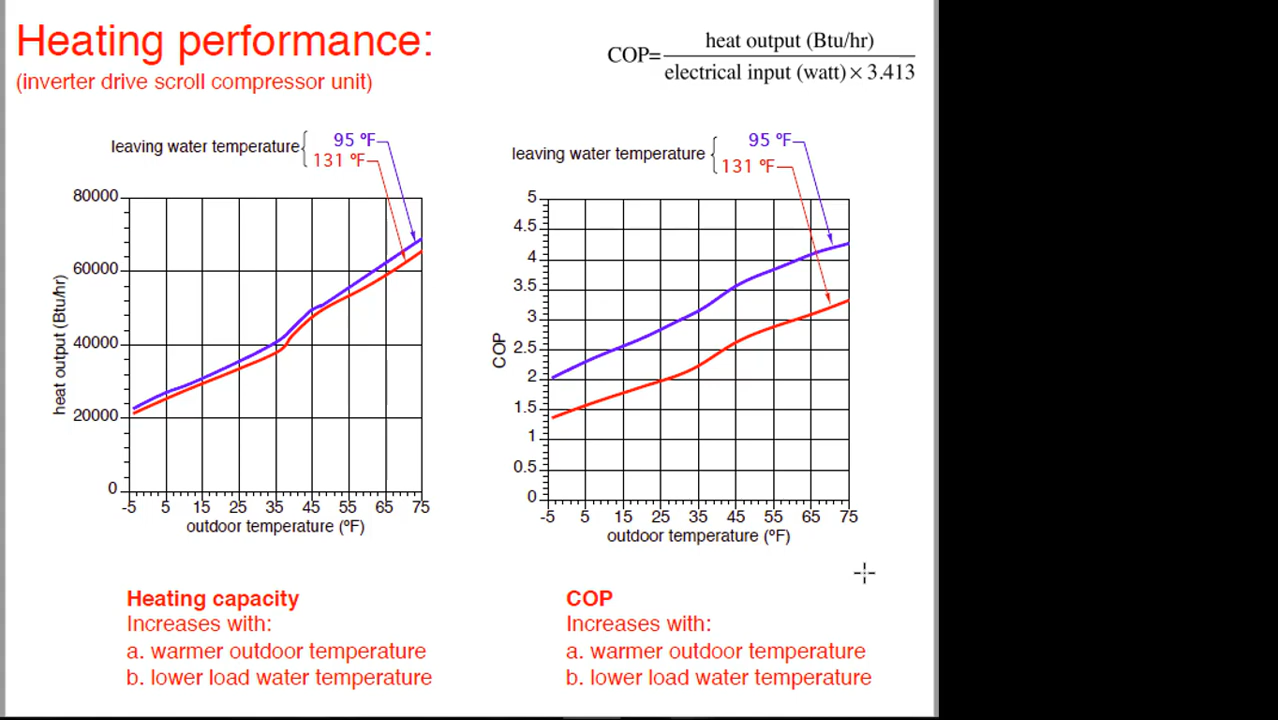 Heating performance:
(inverter drive scroll compressor unit)
COP=
heat output (Btu/hr)
electrical input (watt) × 3.413
leaving water temperature
95 ºF
131 ºF
heat output (Btu/hr)
80000
60000
40000
20000
0
-5 5 15 25 35 45 55 65 75
outdoor temperature (ºF)
leaving water temperature
95 ºF
131 ºF
COP
5
4.5
4
3.5
3
2.5
2
1.5
1
0.5
0
-5 5 15 25 35 45 55 65 75
outdoor temperature (ºF)
Heating capacity
Increases with:
a. warmer outdoor temperature
b. lower load water temperature
COP
Increases with:
a. warmer outdoor temperature
b. lower load water temperature